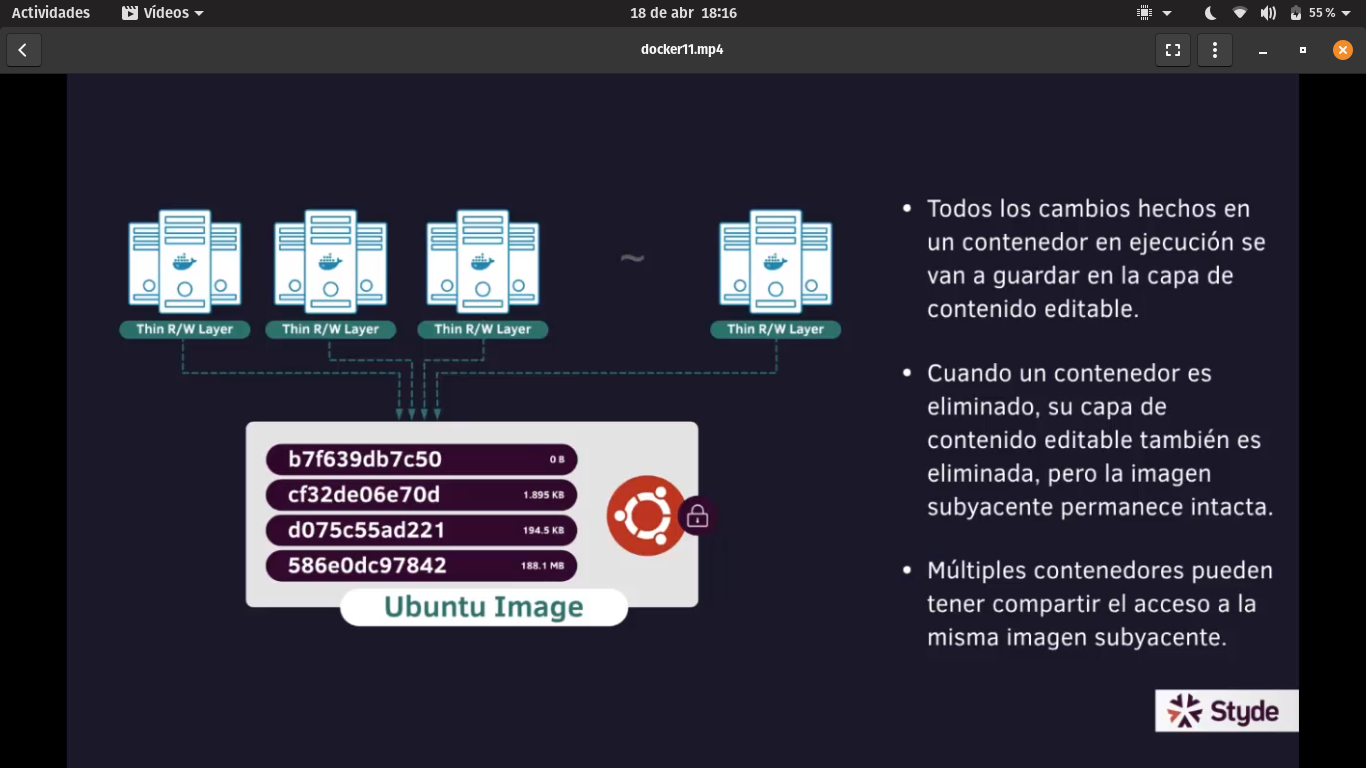 Actividades
Vídeos
18 de abr 18:16
55 %
docker11.mp4
Thin R/W Layer
Thin R/W Layer
Thin R/W Layer
~
Thin R/W Layer
b7f639db7c50 0 B
cf32de06e70d 1.895 KB
d075c55ad221 194.5 KB
586e0dc97842 188.1 MB
Ubuntu Image
• Todos los cambios hechos en
un contenedor en ejecución se
van a guardar en la capa de
contenido editable.
• Cuando un contenedor es
eliminado, su capa de
contenido editable también es
eliminada, pero la imagen
subyacente permanece intacta.
• Múltiples contenedores pueden
tener compartir el acceso a la
misma imagen subyacente.
Styde